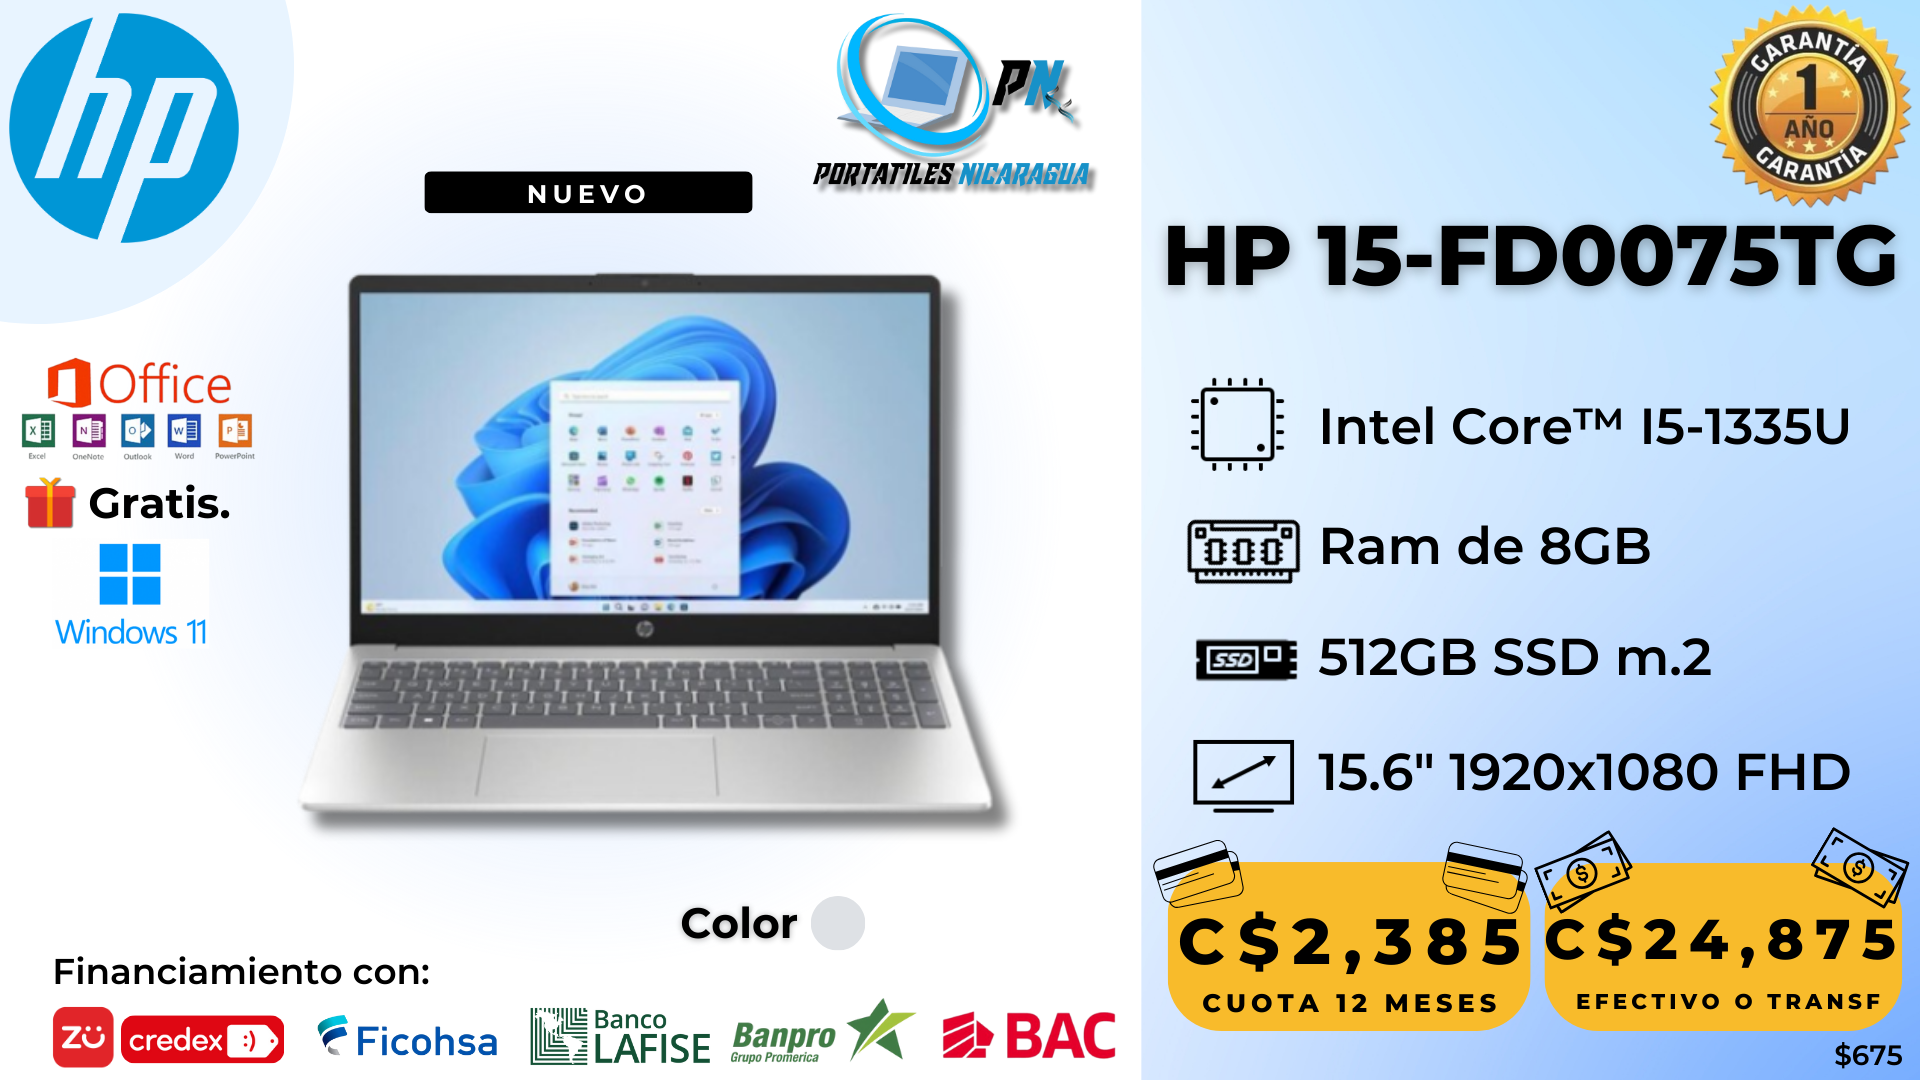 hp
PN
PORTATILES NICARAGUA
NUEVO
Office
Excel
OneNote
Outlook
Word
PowerPoint
Gratis.
Windows 11
Color
Financiamiento con:
ZŪ
credex :)
Ficohsa
Banco
LAFISE
Banpro
Grupo Promerica
BAC
GARANTÍA
1
AÑO
GARANTÍA
HP 15-FD0075TG
Intel Core™ I5-1335U
Ram de 8GB
SSD
512GB SSD m.2
15.6" 1920x1080 FHD
C$2,385
CUOTA 12 MESES
C$24,875
EFECTIVO O TRANSF
$675